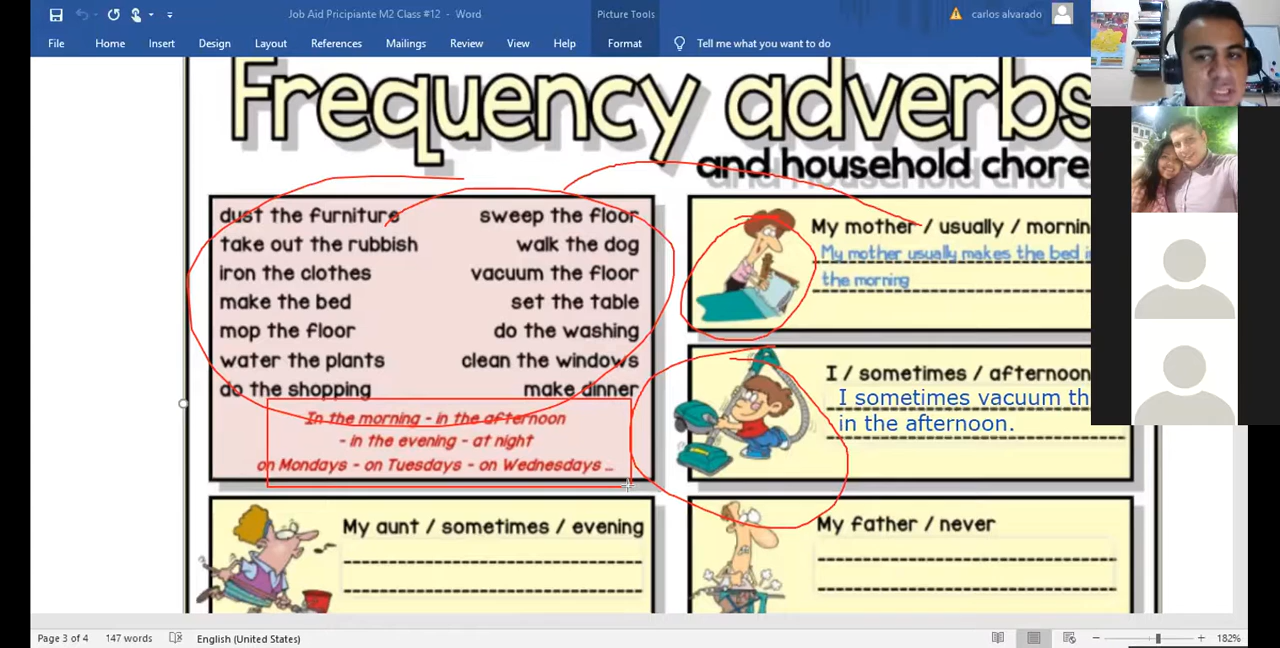 Job Aid Pricipiante M2 Class #12 - Word
Picture Tools
carlos alvarado
File Home Insert Design Layout References Mailings Review View Help Format Tell me what you want to do
Frequency adverbs
and household chore
dust the furniture
take out the rubbish
iron the clothes
make the bed
mop the floor
water the plants
do the shopping
sweep the floor
walk the dog
vacuum the floor
set the table
do the washing
clean the windows
make dinner
In the morning - in the afternoon
- in the evening - at night
on Mondays - on Tuesdays - on Wednesdays ...
My mother / usually / mornin
My mother usually makes the bed i
the morning
I / sometimes / afternoon
I sometimes vacuum th
in the afternoon.
My aunt / sometimes / evening
My father / never
Page 3 of 4 147 words English (United States) 182%